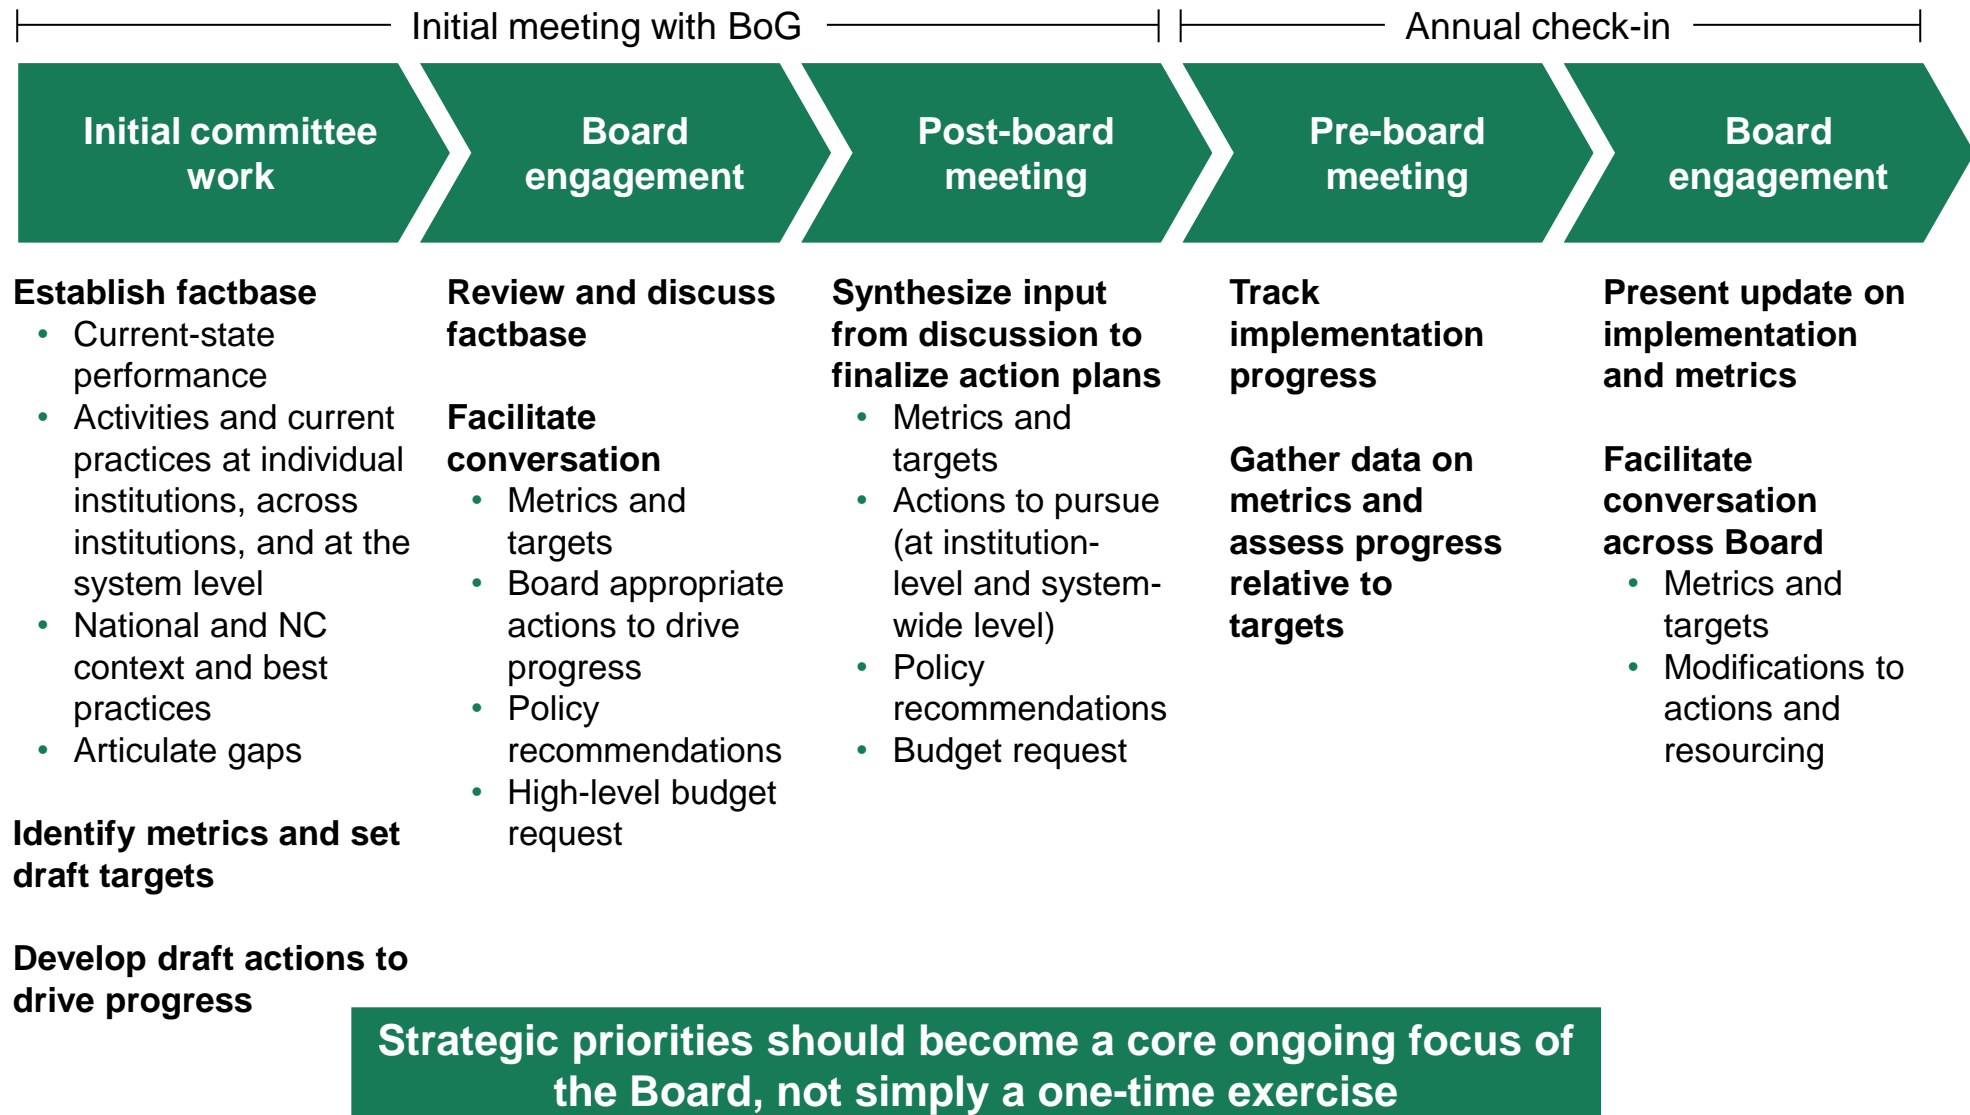 Initial meeting with BoG
Annual check-in
Initial committee
work
Board
engagement
Post-board
meeting
Pre-board
meeting
Board
engagement
Establish factbase
• Current-state
performance
• Activities and current
practices at individual
institutions, across
institutions, and at the
system level
• National and NC
context and best
practices
• Articulate gaps
Identify metrics and set
draft targets
Develop draft actions to
drive progress
Review and discuss
factbase
Facilitate
conversation
• Metrics and
targets
• Board appropriate
actions to drive
progress
• Policy
recommendations
• High-level budget
request
Synthesize input
from discussion to
finalize action plans
• Metrics and
targets
• Actions to pursue
(at institution-
level and system-
wide level)
• Policy
recommendations
• Budget request
Track
implementation
progress
Gather data on
metrics and
assess progress
relative to
targets
Present update on
implementation
and metrics
Facilitate
conversation
across Board
• Metrics and
targets
• Modifications to
actions and
resourcing
Strategic priorities should become a core ongoing focus of
the Board, not simply a one-time exercise